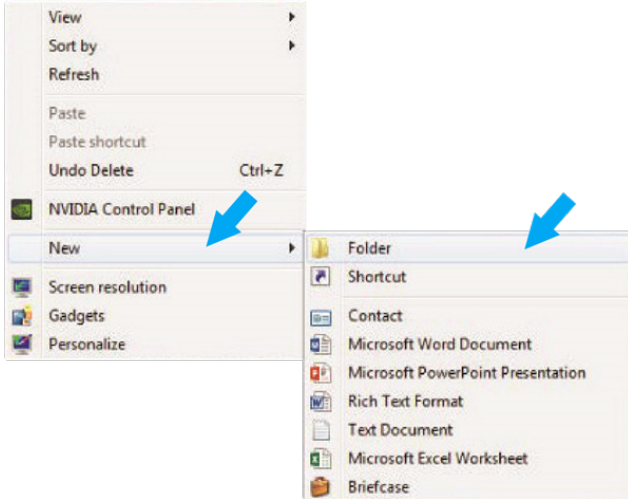 View
Sort by
Refresh
Paste
Paste shortcut
Undo Delete Ctrl+Z
NVIDIA Control Panel
New
Screen resolution
Gadgets
Personalize
Folder
Shortcut
Contact
Microsoft Word Document
Microsoft PowerPoint Presentation
Rich Text Format
Text Document
Microsoft Excel Worksheet
Briefcase